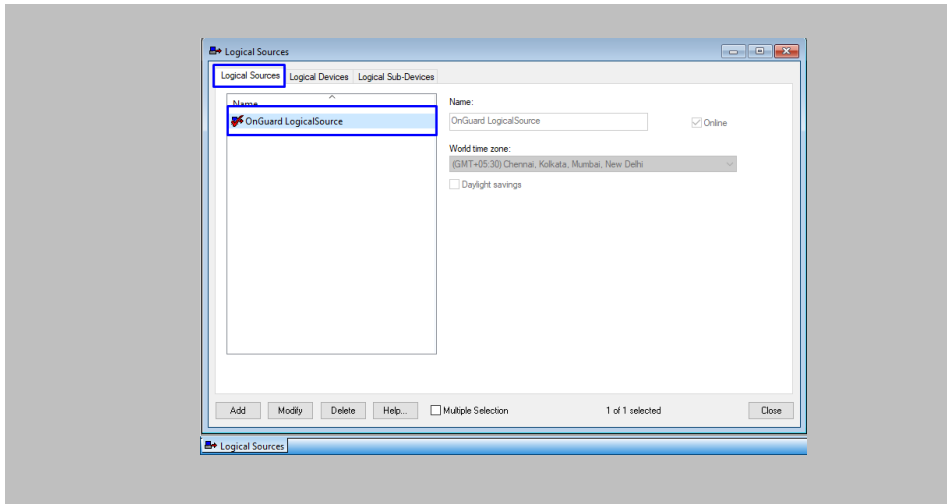 Logical Sources
Logical Sources Logical Devices Logical Sub-Devices
Name
OnGuard LogicalSource
Name:
OnGuard LogicalSource
Online
World time zone:
(GMT+05:30) Chennai, Kolkata, Mumbai, New Delhi
Daylight savings
Add Modify Delete Help... Multiple Selection 1 of 1 selected Close
Logical Sources